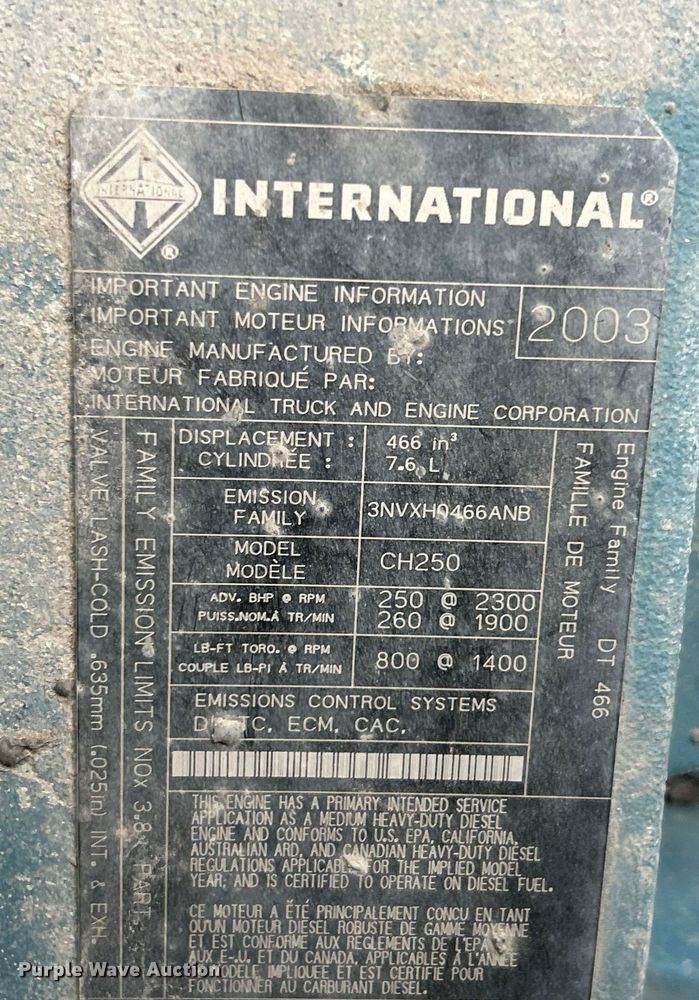 INTERNATIONAL
INTERNATIONAL®
®
IMPORTANT ENGINE INFORMATION
IMPORTANT MOTEUR INFORMATIONS
2003
ENGINE MANUFACTURED BY:
MOTEUR FABRIQUÉ PAR:
INTERNATIONAL TRUCK AND ENGINE CORPORATION
VALVE LASH-COLD .635mm (.025in) INT. & EXH.
FAMILY EMISSION LIMITS NOx 3.8 PART.
DISPLACEMENT : 466 in³
CYLINDRÉE : 7.6 L
EMISSION
FAMILY
3NVXH0466ANB
MODEL
MODÈLE
CH250
ADV. BHP @ RPM 250 @ 2300
PUISS.NOM.À TR/MIN 260 @ 1900
LB-FT TORQ. @ RPM
COUPLE LB-PI À TR/MIN
800 @ 1400
EMISSIONS CONTROL SYSTEMS
TC, ECM, CAC,
Engine Family DT 466
FAMILLE DE MOTEUR
THIS ENGINE HAS A PRIMARY INTENDED SERVICE
APPLICATION AS A MEDIUM HEAVY-DUTY DIESEL
ENGINE AND CONFORMS TO U.S. EPA, CALIFORNIA,
AUSTRALIAN ARD, AND CANADIAN HEAVY-DUTY DIESEL
REGULATIONS APPLICABLE FOR THE IMPLIED MODEL
YEAR; AND IS CERTIFIED TO OPERATE ON DIESEL FUEL.
CE MOTEUR A ÉTÉ PRINCIPALEMENT CONCU EN TANT
QU'UN MOTEUR DIESEL ROBUSTE DE GAMME MOYENNE
ET EST CONFORME AUX REGLEMENTS DE L'EPA
AUX E-.U. ET DU CANADA, APPLICABLES A L'ANNÉE
MODELE IMPLIQUEE ET EST CERTIFIÉ POUR
FONCTIONNER AU CARBURANT DIESEL.
Purple Wave Auction